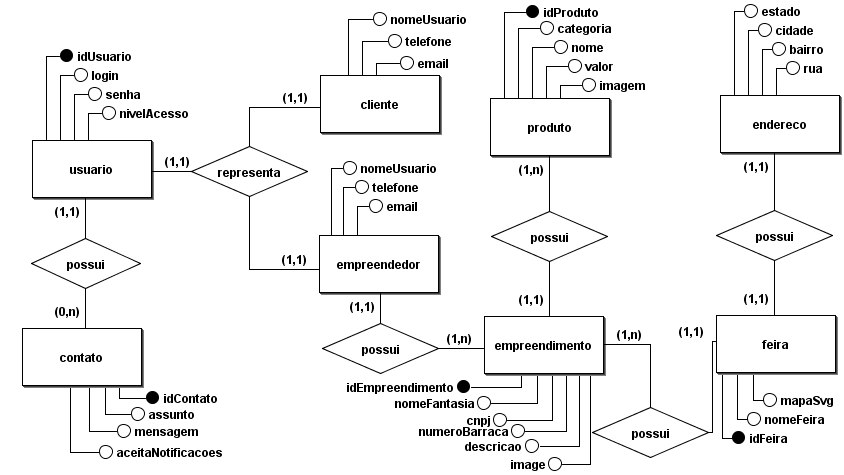 idUsuario
login
senha
nivelAcesso
usuario
(1,1)
(1,1)
possui
(0,n)
contato
idContato
assunto
mensagem
aceitaNotificacoes
representa
nomeUsuario
telefone
email
cliente
(1,1)
nomeUsuario
telefone
email
empreendedor
(1,1)
(1,1)
possui
(1,n)
idProduto
categoria
nome
valor
imagem
produto
(1,n)
possui
(1,1)
empreendimento
(1,n)
idEmpreendimento
nomeFantasia
cnpj
numeroBarraca
descricao
image
possui
(1,1)
estado
cidade
bairro
rua
endereco
(1,1)
possui
(1,1)
feira
mapaSvg
nomeFeira
idFeira